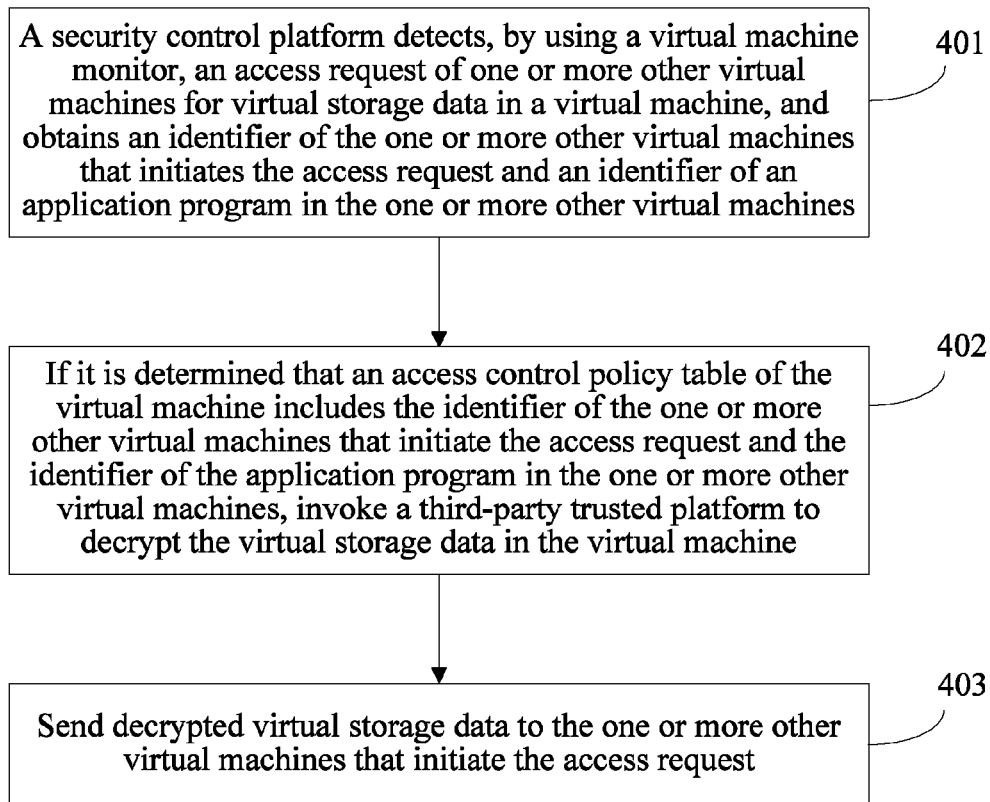 A security control platform detects, by using a virtual machine
monitor, an access request of one or more other virtual
machines for virtual storage data in a virtual machine, and
obtains an identifier of the one or more other virtual machines
that initiates the access request and an identifier of an
application program in the one or more other virtual machines
401
If it is determined that an access control policy table of the
virtual machine includes the identifier of the one or more
other virtual machines that initiate the access request and the
identifier of the application program in the one or more other
virtual machines, invoke a third-party trusted platform to
decrypt the virtual storage data in the virtual machine
402
Send decrypted virtual storage data to the one or more other
virtual machines that initiate the access request
403